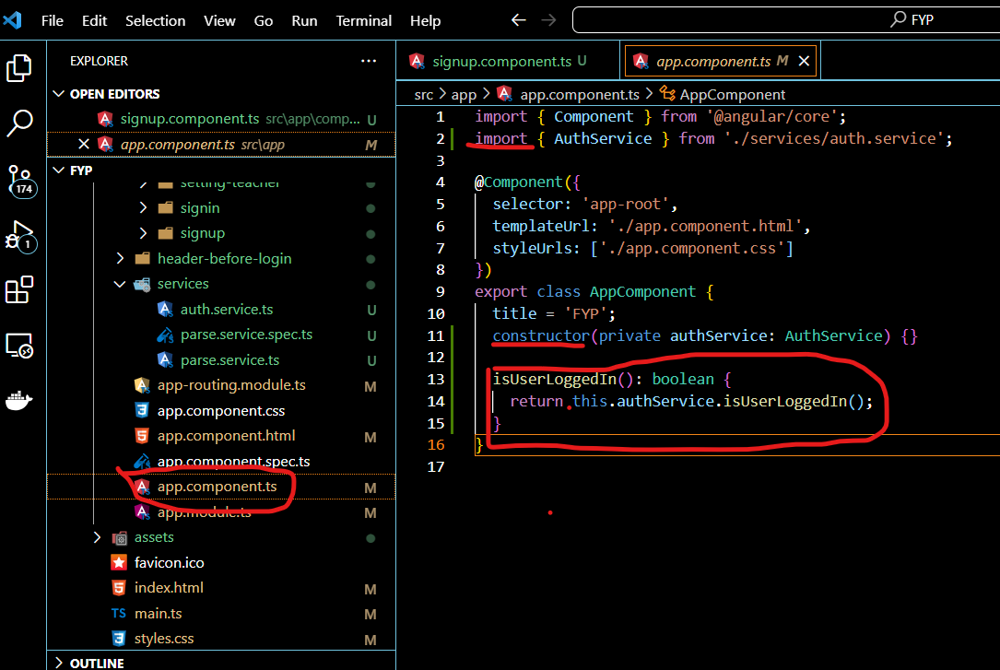 File Edit Selection View Go Run Terminal Help FYP
EXPLORER
OPEN EDITORS
signup.component.ts src\app\comp... U
app.component.ts src\app M
FYP
setting-teacher
signin
signup
header-before-login
services
auth.service.ts U
parse.service.spec.ts U
parse.service.ts U
app-routing.module.ts M
app.component.css
app.component.html M
app.component.spec.ts
app.component.ts M
app.module.ts M
assets
favicon.ico
index.html M
TS main.ts M
styles.css M
OUTLINE
174
1
signup.component.ts U app.component.ts M
src > app > app.component.ts > AppComponent
1 import { Component } from '@angular/core';
2 import { AuthService } from './services/auth.service';
3
4 @Component({
5 selector: 'app-root',
6 templateUrl: './app.component.html',
7 styleUrls: ['./app.component.css']
8 })
9 export class AppComponent {
10 title = 'FYP';
11 constructor(private authService: AuthService) {}
12
13 isUserLoggedIn(): boolean {
14 return this.authService.isUserLoggedIn();
15 }
16 }
17